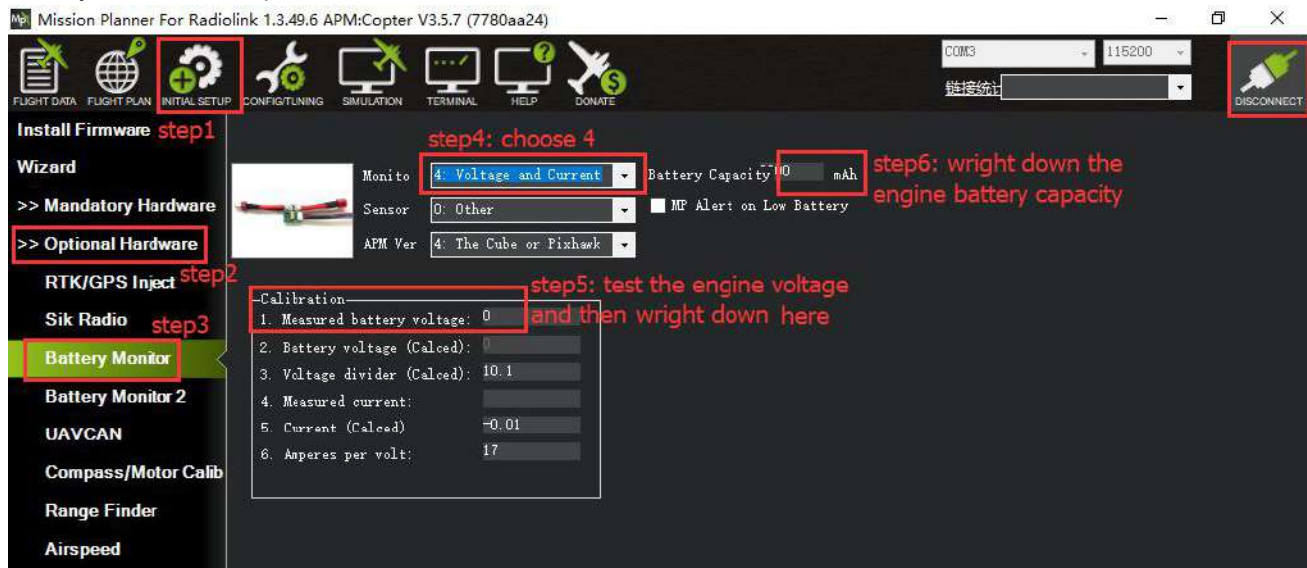 Mission Planner For Radiolink 1.3.49.6 APM:Copter V3.5.7 (7780aa24)
FLIGHT DATA FLIGHT PLAN INITIAL SETUP CONFIG/TUNING SIMULATION TERMINAL HELP DONATE
COM3 115200
链接统计
DISCONNECT
Install Firmware step1
Wizard
>> Mandatory Hardware
>> Optional Hardware
step2
RTK/GPS Inject
Sik Radio
step3
Battery Monitor
Battery Monitor 2
UAVCAN
Compass/Motor Calib
Range Finder
Airspeed
step4: choose 4
Monito 4: Voltage and Current
Battery Capacity mAh
step6: wright down the
engine battery capacity
Sensor 0: Other
MP Alert on Low Battery
APM Ver 4: The Cube or Pixhawk
step5: test the engine voltage
and then wright down here
Calibration
1. Measured battery voltage: 0
2. Battery voltage (Calced): 0
3. Voltage divider (Calced): 10.1
4. Measured current:
5. Current (Calced) -0.01
6. Amperes per volt: 17